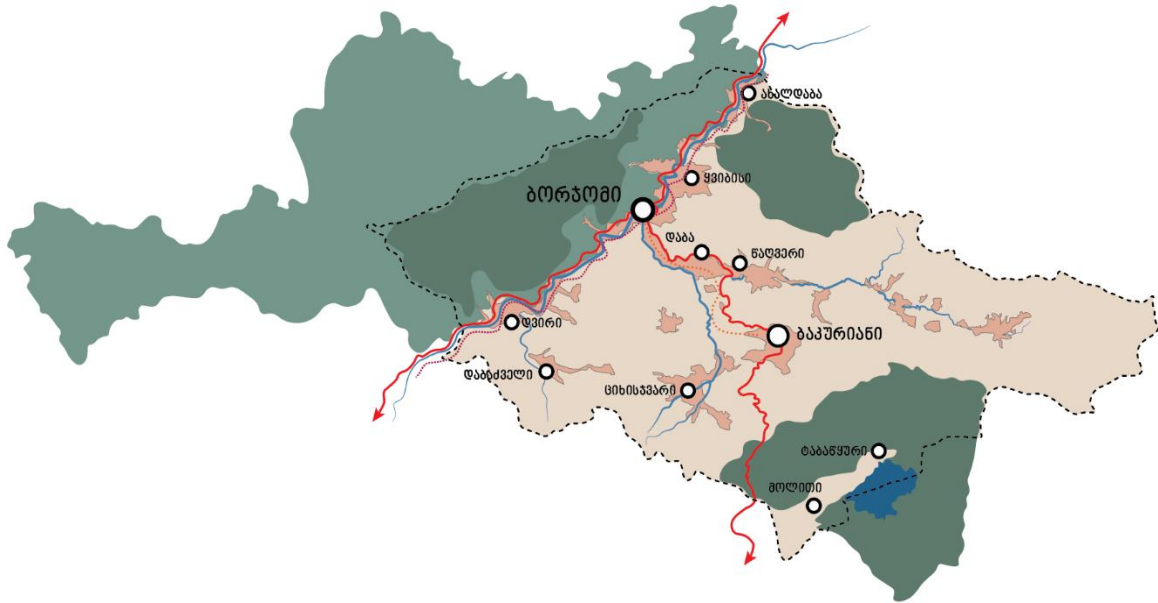 ახალდაბა
ყვიბისი
ბორჯომი
დაბა
წაღვერი
დვირი
ბაკურიანი
დაბაძველი
ციხისჯვარი
ტაბაწყური
მოლითი